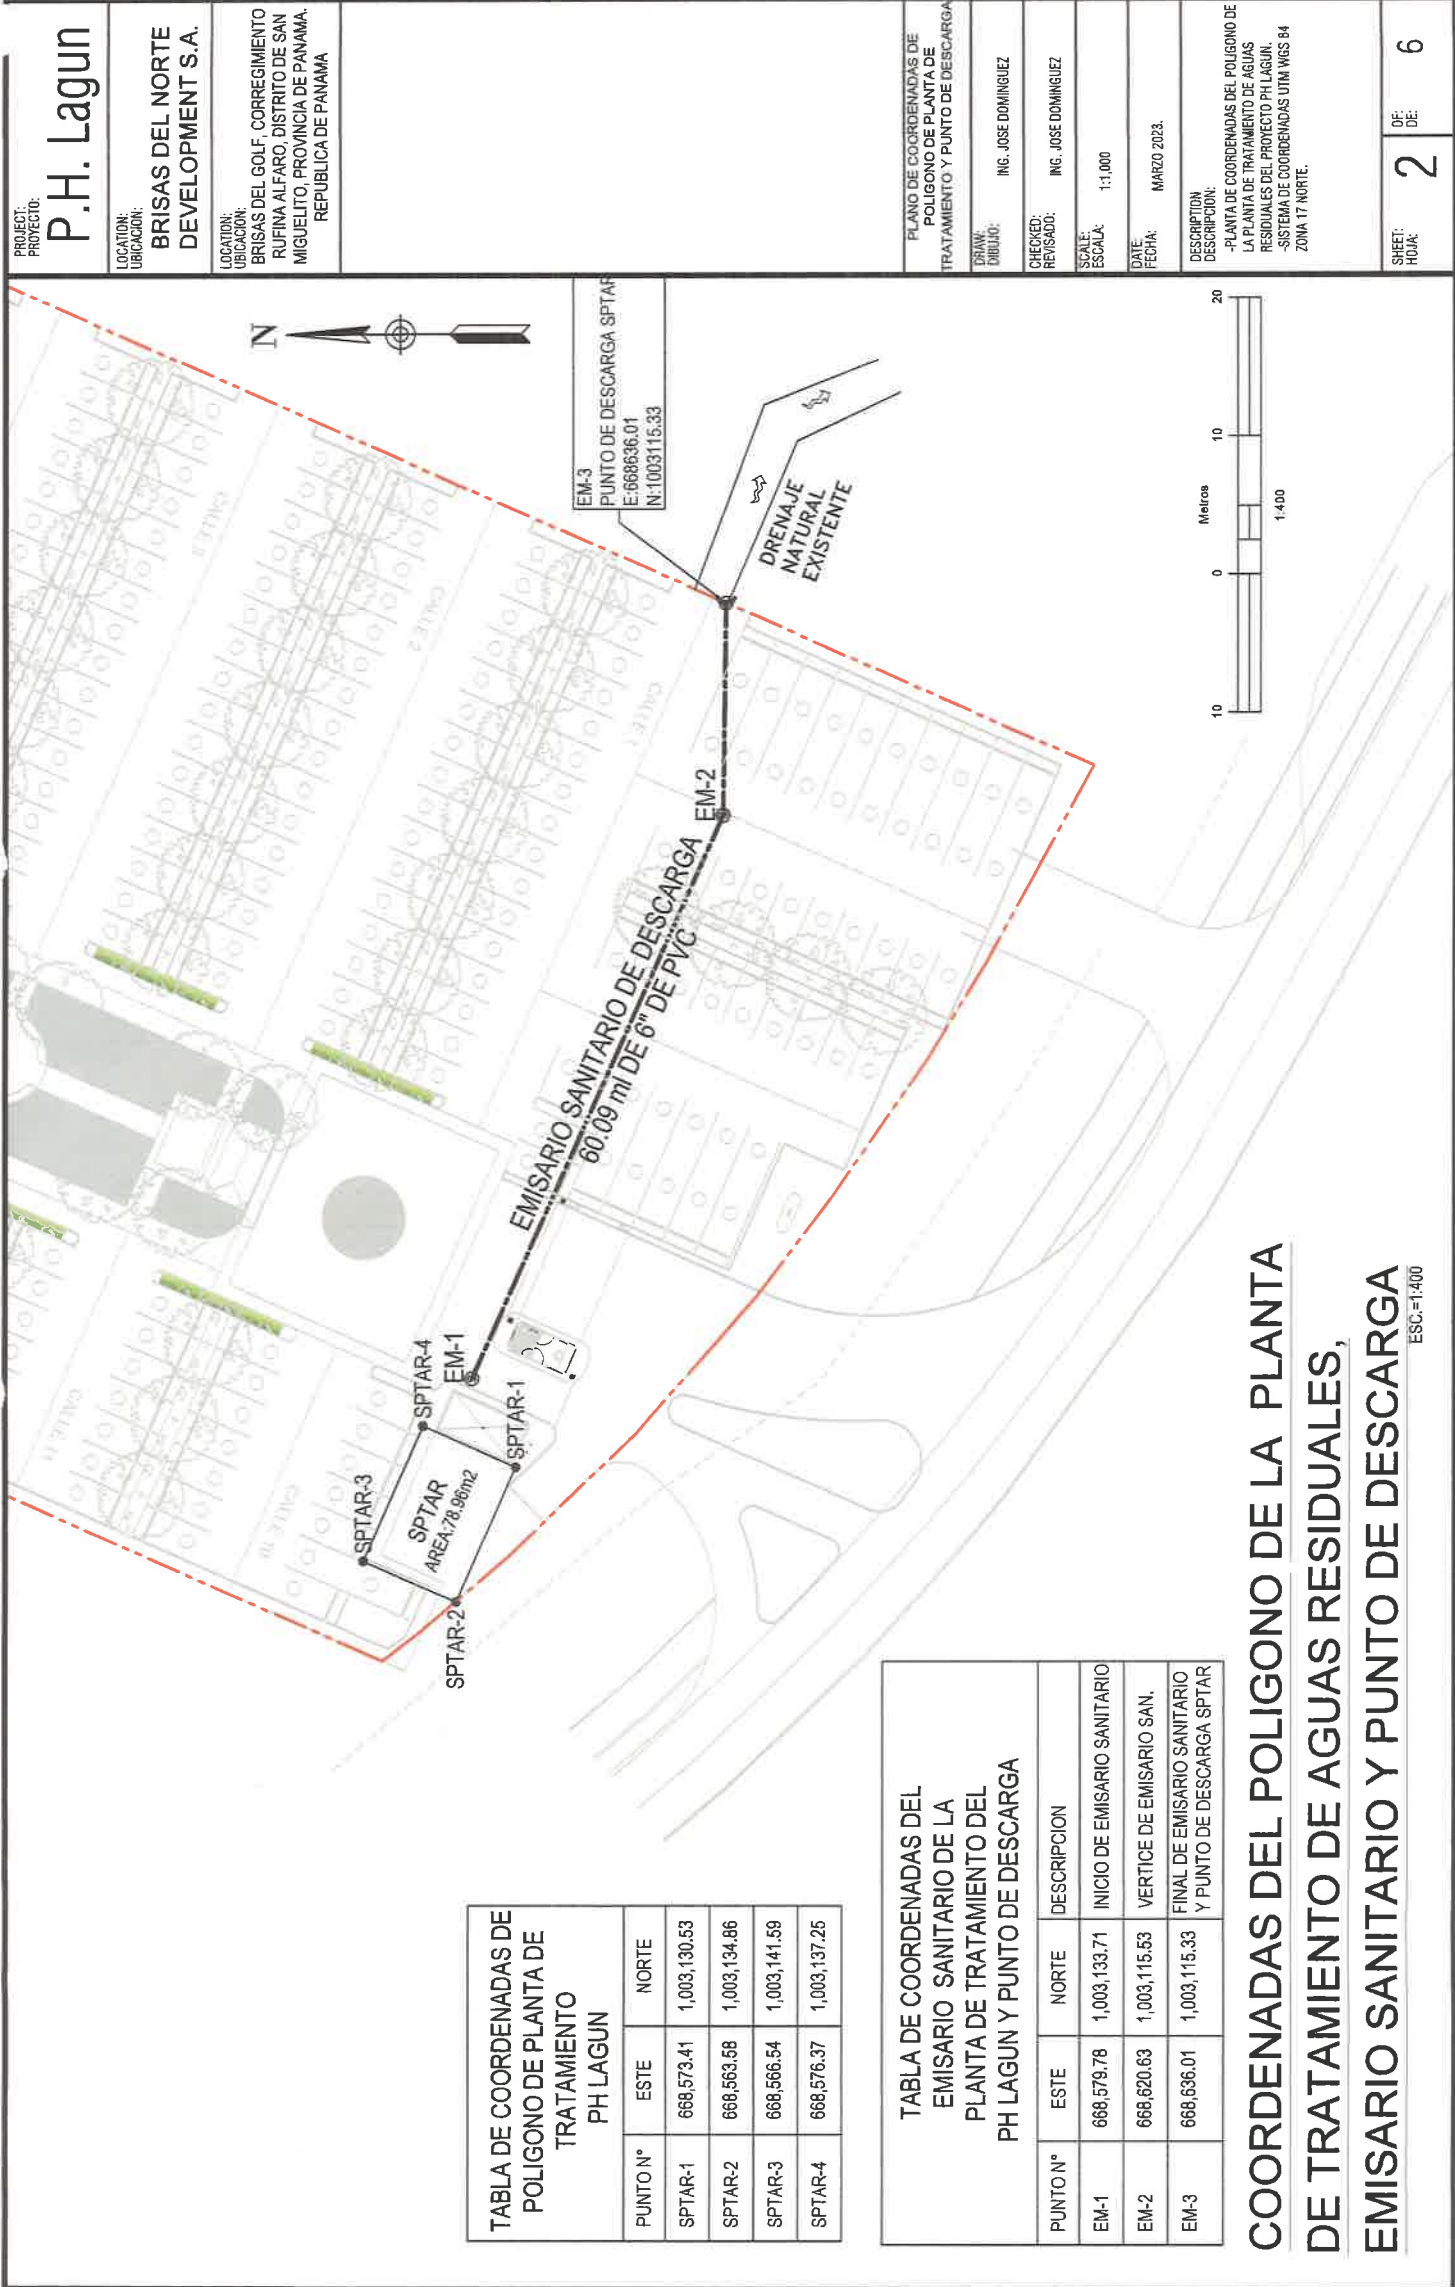 PROJECT:
PROYECTO:
P.H. Lagun
LOCATION:
UBICACION:
BRISAS DEL NORTE
DEVELOPMENT S.A.
LOCATION:
UBICACION:
BRISAS DEL GOLF, CORREGIMIENTO
RUFINA ALFARO, DISTRITO DE SAN
MIGUELITO, PROVINCIA DE PANAMA.
REPUBLICA DE PANAMA
PLANO DE COORDENADAS DE
POLIGONO DE PLANTA DE
TRATAMIENTO Y PUNTO DE DESCARGA
DRAW:
DIBUJO:
ING. JOSE DOMINGUEZ
CHECKED:
REVISADO:
ING. JOSE DOMINGUEZ
SCALE:
ESCALA:
1:1,000
DATE:
FECHA:
MARZO 2023.
DESCRIPTION
DESCRIPCION:
-PLANTA DE COORDENADAS DEL POLIGONO DE
LA PLANTA DE TRATAMIENTO DE AGUAS
RESIDUALES DEL PROYECTO PH LAGUN.
-SISTEMA DE COORDENADAS UTM WGS 84
ZONA 17 NORTE.
SHEET:
HOJA:
2
OF:
DE:
6
N
EM-3
PUNTO DE DESCARGA SPTAR
E:668636.01
N:1003115.33
DRENAJE
NATURAL
EXISTENTE
CALLE 2
CALLE 1
EM-2
EMISARIO SANITARIO DE DESCARGA
60.09 ml DE 6" DE PVC
EM-1
SPTAR-4
SPTAR-1
SPTAR-3
SPTAR
AREA:78.96m2
SPTAR-2
Metros
10
0
10
20
1:400
TABLA DE COORDENADAS DE
POLIGONO DE PLANTA DE
TRATAMIENTO
PH LAGUN
PUNTO N° ESTE NORTE
SPTAR-1 668,573.41 1,003,130.53
SPTAR-2 668,563.58 1,003,134.86
SPTAR-3 668,566.54 1,003,141.59
SPTAR-4 668,576.37 1,003,137.25
TABLA DE COORDENADAS DEL
EMISARIO SANITARIO DE LA
PLANTA DE TRATAMIENTO DEL
PH LAGUN Y PUNTO DE DESCARGA
PUNTO N° ESTE NORTE DESCRIPCION
EM-1 668,579.78 1,003,133.71 INICIO DE EMISARIO SANITARIO
EM-2 668,620.63 1,003,115.53 VERTICE DE EMISARIO SAN.
EM-3 668,636.01 1,003,115.33 FINAL DE EMISARIO SANITARIO
Y PUNTO DE DESCARGA SPTAR
COORDENADAS DEL POLIGONO DE LA PLANTA
DE TRATAMIENTO DE AGUAS RESIDUALES,
EMISARIO SANITARIO Y PUNTO DE DESCARGA
ESC.=1:400